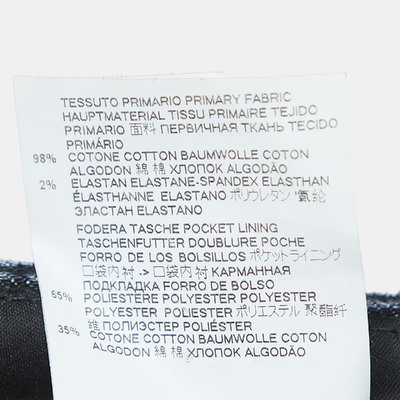 TESSUTO PRIMARIO PRIMARY FABRIC
HAUPTMATERIAL TISSU PRIMAIRE TEJIDO
PRIMARIO 面料 ПЕРВИЧНАЯ ТКАНЬ TECIDO
PRIMÁRIO
98% COTONE COTTON BAUMWOLLE COTON
ALGODON 綿 棉 ХЛОПОК ALGODÃO
2% ELASTAN ELASTANE-SPANDEX ELASTHAN
ÉLASTHANNE ELASTANO ポリウレタン 氨纶
ЭЛАСТАН ELASTANO
FODERA TASCHE POCKET LINING
TASCHENFUTTER DOUBLURE POCHE
FORRO DE LOS BOLSILLOS ポケットライニング
口袋内衬 -> 口袋内衬 КАРМАННАЯ
ПОДКЛАДКА FORRO DE BOLSO
65% POLIESTERE POLYESTER POLYESTER
POLYESTER POLIESTER ポリエステル 聚酯纤
维 ПОЛИЭСТЕР POLIÉSTER
35% COTONE COTTON BAUMWOLLE COTON
ALGODON 綿 棉 ХЛОПОК ALGODÃO